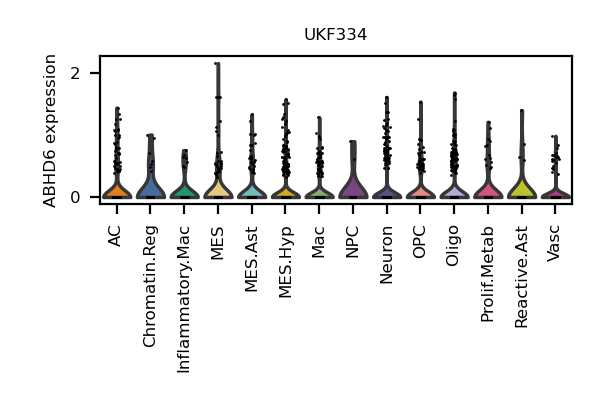 UKF334
ABHD6 expression
2
0
AC
Chromatin.Reg
Inflammatory.Mac
MES
MES.Ast
MES.Hyp
Mac
NPC
Neuron
OPC
Oligo
Prolif.Metab
Reactive.Ast
Vasc